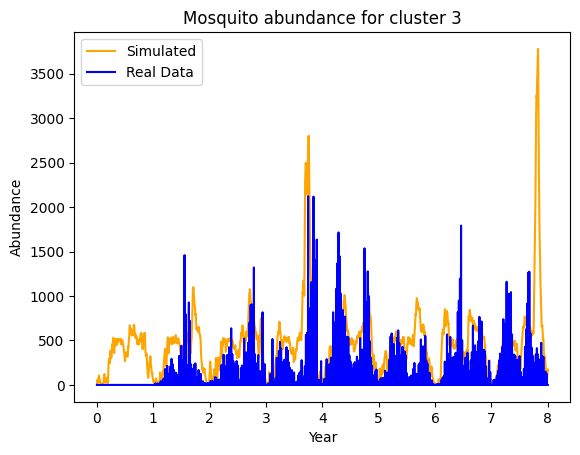 Mosquito abundance for cluster 3
Simulated
Real Data
Abundance
3500
3000
2500
2000
1500
1000
500
0
0 1 2 3 4 5 6 7 8
Year